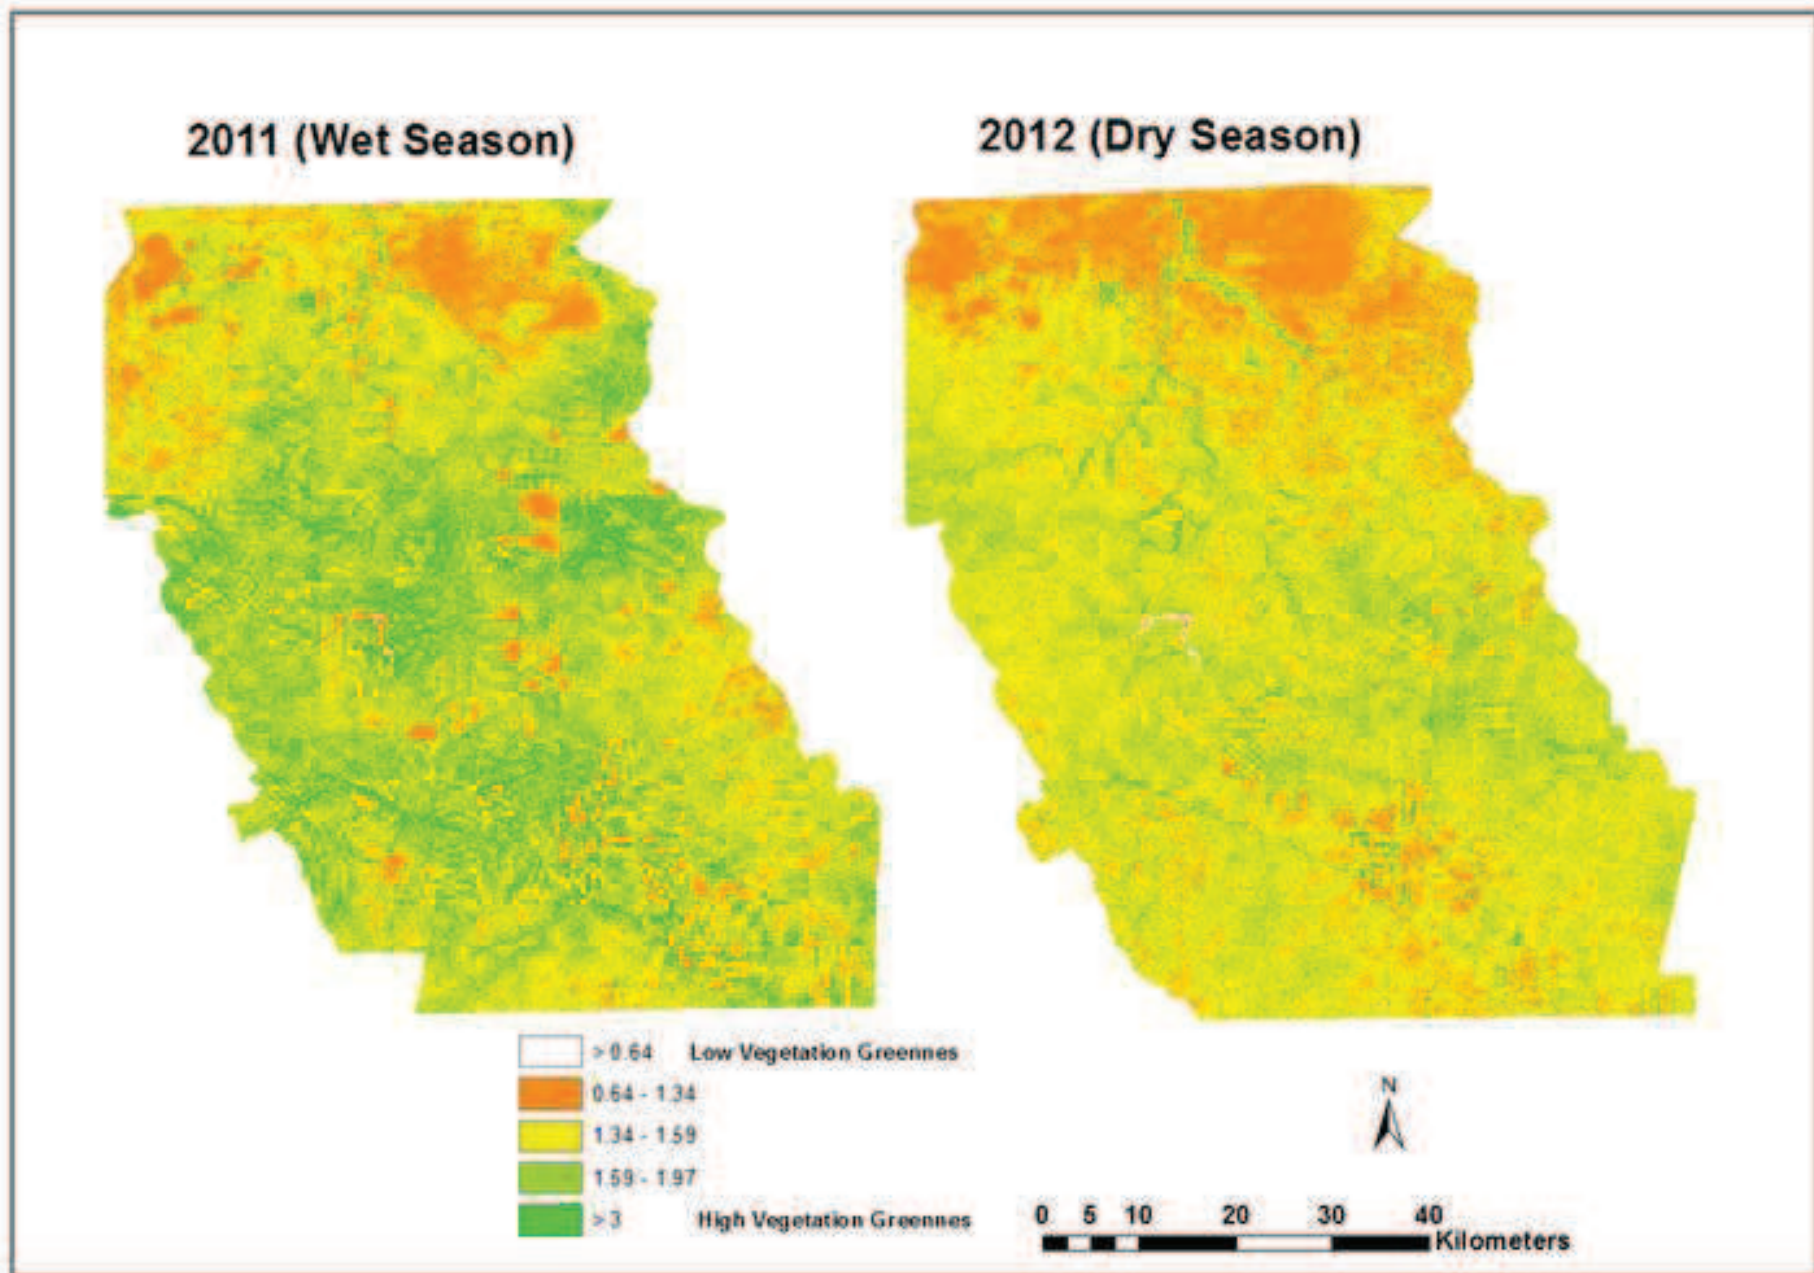 2011 (Wet Season)
2012 (Dry Season)
> 0.64 Low Vegetation Greennes
0.64 - 1.34
1.34 - 1.59
1.59 - 1.97
> 3 High Vegetation Greennes
N
0 5 10 20 30 40
Kilometers